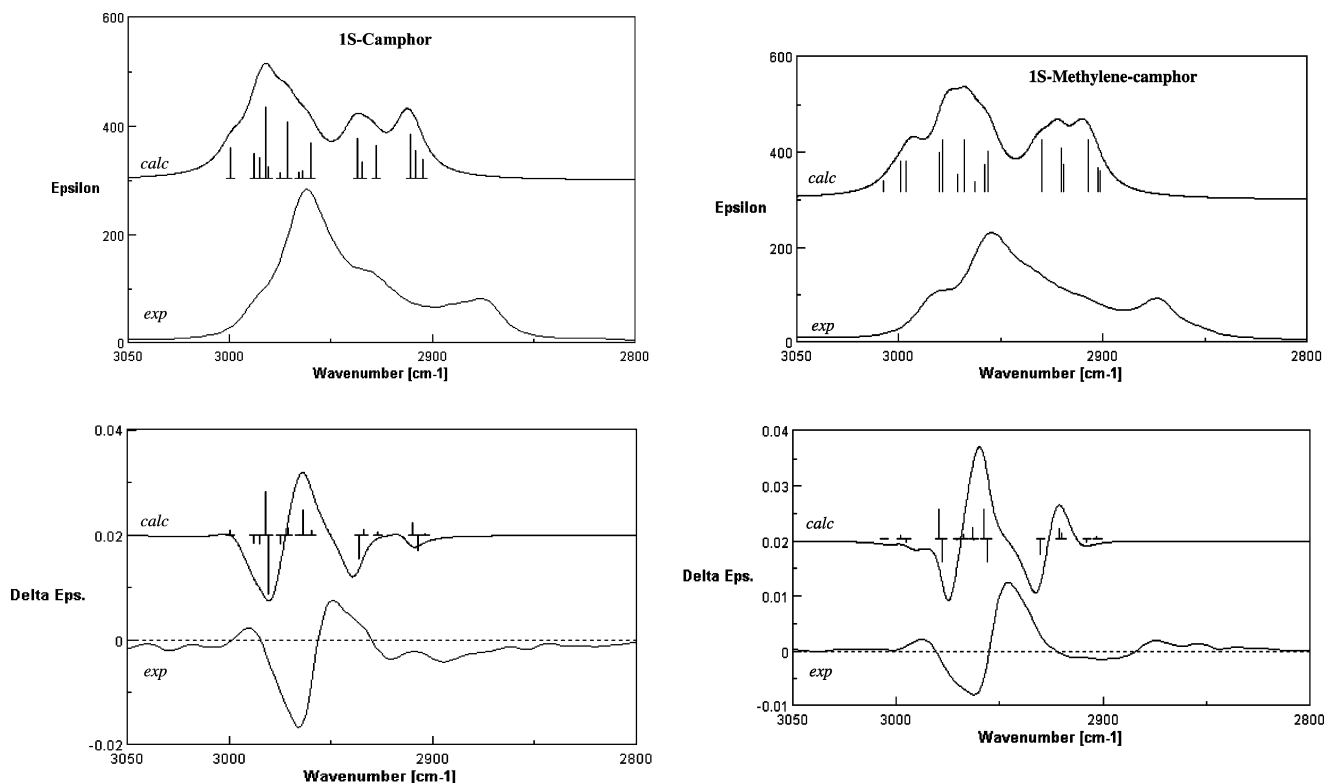 1S-Camphor
600
400
200
0
calc
Epsilon
exp
3050
3000
2900
2800
Wavenumber [cm-1]
1S-Methylene-camphor
600
400
200
0
calc
Epsilon
exp
3050
3000
2900
2800
Wavenumber [cm-1]
0.04
0.02
0
-0.02
calc
Delta Eps.
exp
3050
3000
2900
2800
Wavenumber [cm-1]
0.04
0.03
0.02
0.01
0
-0.01
calc
Delta Eps.
exp
3050
3000
2900
2800
Wavenumber [cm-1]